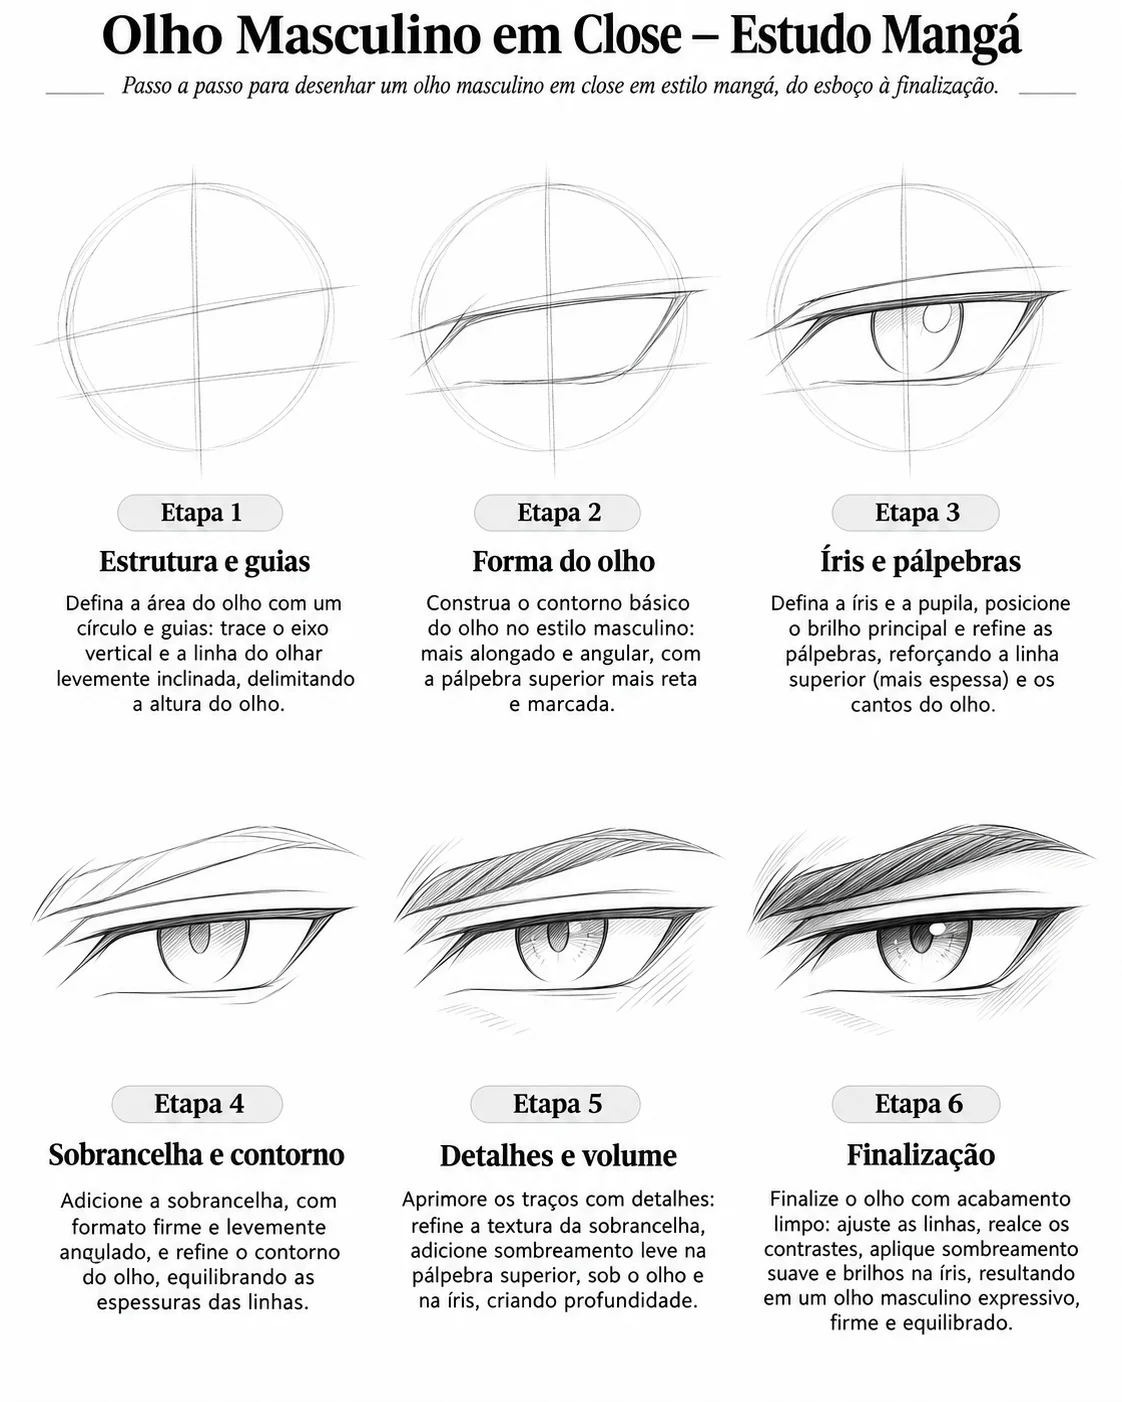 Olho Masculino em Close – Estudo Mangá
Passo a passo para desenhar um olho masculino em close em estilo mangá, do esboço à finalização.
Etapa 1
Estrutura e guias
Defina a área do olho com um
círculo e guias: trace o eixo
vertical e a linha do olhar
levemente inclinada, delimitando
a altura do olho.
Etapa 2
Forma do olho
Construa o contorno básico
do olho no estilo masculino:
mais alongado e angular, com
a pálpebra superior mais reta
e marcada.
Etapa 3
Íris e pálpebras
Defina a íris e a pupila, posicione
o brilho principal e refine as
pálpebras, reforçando a linha
superior (mais espessa) e os
cantos do olho.
Etapa 4
Sobrancelha e contorno
Adicione a sobrancelha, com
formato firme e levemente
angulado, e refine o contorno
do olho, equilibrando as
espessuras das linhas.
Etapa 5
Detalhes e volume
Aprimore os traços com detalhes:
refine a textura da sobrancelha,
adicione sombreamento leve na
pálpebra superior, sob o olho e
na íris, criando profundidade.
Etapa 6
Finalização
Finalize o olho com acabamento
limpo: ajuste as linhas, realce os
contrastes, aplique sombreamento
suave e brilhos na íris, resultando
em um olho masculino expressivo,
firme e equilibrado.